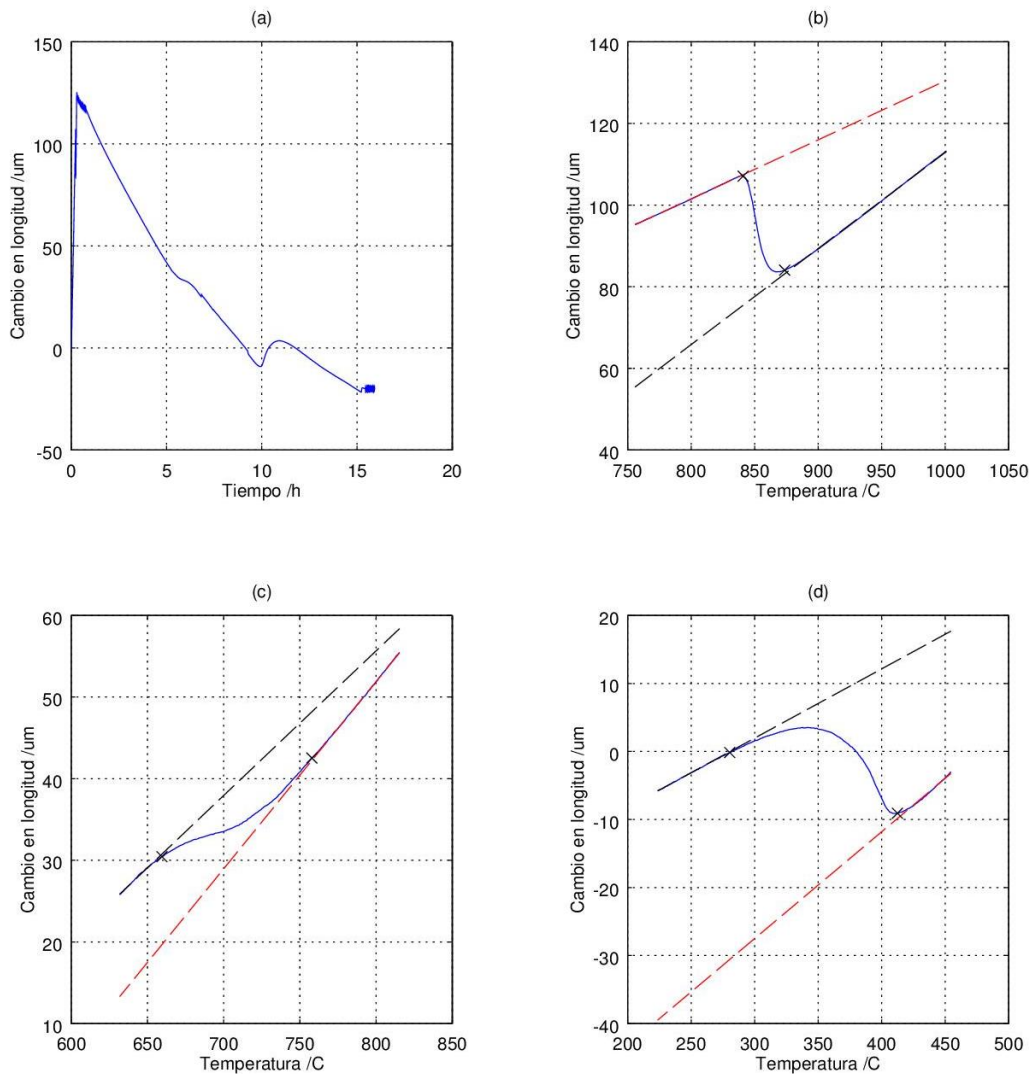 (a)
150
100
50
0
-50
Cambio en longitud /um
0 5 10 15 20
Tiempo /h
(b)
140
120
100
80
60
40
Cambio en longitud /um
750 800 850 900 950 1000 1050
Temperatura /C
(c)
60
50
40
30
20
10
Cambio en longitud /um
600 650 700 750 800 850
Temperatura /C
(d)
20
10
0
-10
-20
-30
-40
Cambio en longitud /um
200 250 300 350 400 450 500
Temperatura /C